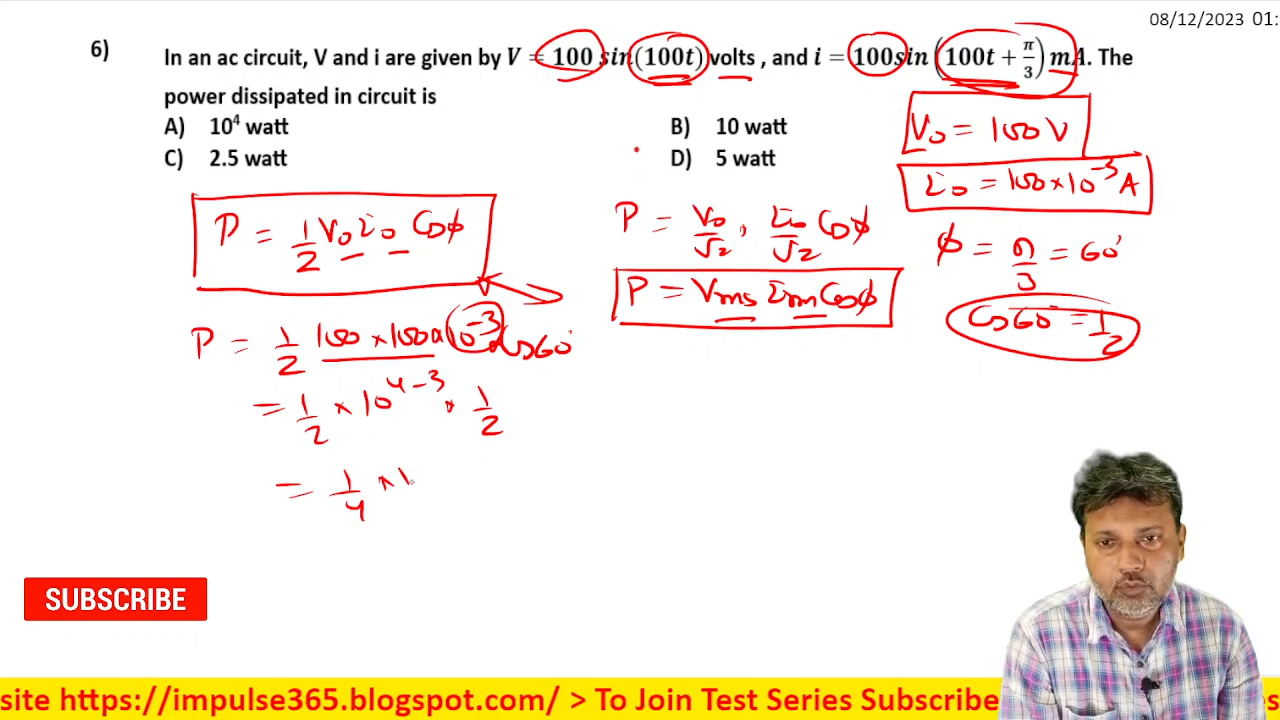 08/12/2023 01:
6) In an ac circuit, V and i are given by V = 100 sin(100t) volts , and i = 100sin (100t + π/3) mA. The
power dissipated in circuit is
A) 10⁴ watt
B) 10 watt
C) 2.5 watt
D) 5 watt
V₀ = 100 V
I₀ = 100×10⁻³ A
ϕ = π/3 = 60°
Cos60° = 1/2
P = 1/2 V₀ I₀ Cosϕ
P = V₀/√2 , I₀/√2 Cosϕ
P = Vrms Irms Cosϕ
P = 1/2 100 × 100 × 10⁻³ × Cos60°
= 1/2 × 10⁴⁻³ × 1/2
= 1/4 × 1
SUBSCRIBE
site https://impulse365.blogspot.com/ > To Join Test Series Subscribe